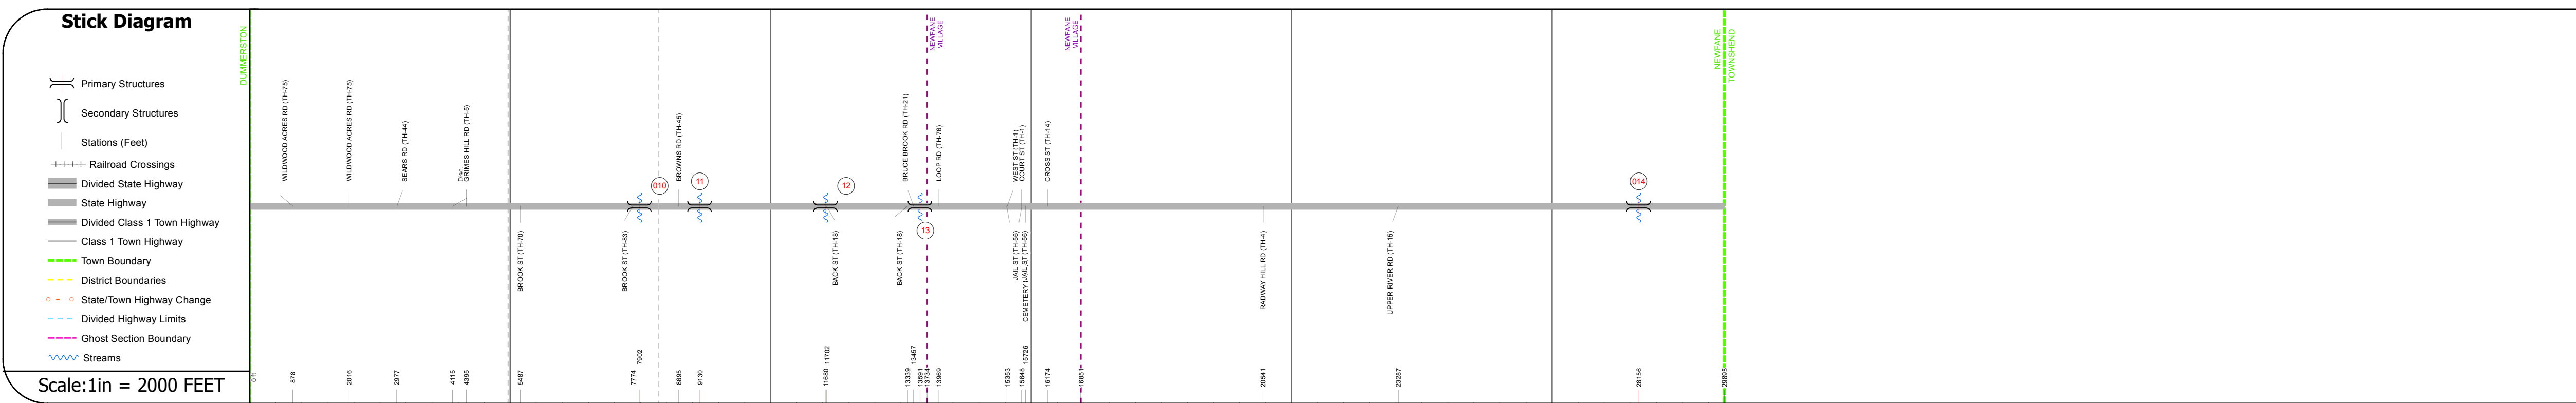 Stick Diagram
Primary Structures
Secondary Structures
Stations (Feet)
Railroad Crossings
Divided State Highway
State Highway
Divided Class 1 Town Highway
Class 1 Town Highway
Town Boundary
District Boundaries
State/Town Highway Change
Divided Highway Limits
Ghost Section Boundary
Streams
Scale:1in = 2000 FEET
DUMMERSTON
NEWFANE
VILLAGE
NEWFANE
VILLAGE
NEWFANE
TOWNSHEND
WILDWOOD ACRES RD (TH-75)
WILDWOOD ACRES RD (TH-75)
SEARS RD (TH-44)
GRIMES HILL RD (TH-5)
BROWNS RD (TH-45)
BRUCE BROOK RD (TH-21)
LOOP RD (TH-76)
WEST ST (TH-1)
COURT ST (TH-1)
CROSS ST (TH-14)
010
11
12
13
014
BROOK ST (TH-70)
BROOK ST (TH-83)
BACK ST (TH-18)
BACK ST (TH-18)
JAIL ST (TH-56)
CEMETERY
JAIL ST (TH-56)
RADWAY HILL RD (TH-4)
UPPER RIVER RD (TH-15)
0 ft
878
2016
2977
4115
4395
5487
7774
7902
8695
9130
11680
11702
13339
13457
13591
13734
13969
15353
15648
15726
16174
16851
20541
23287
28156
29895